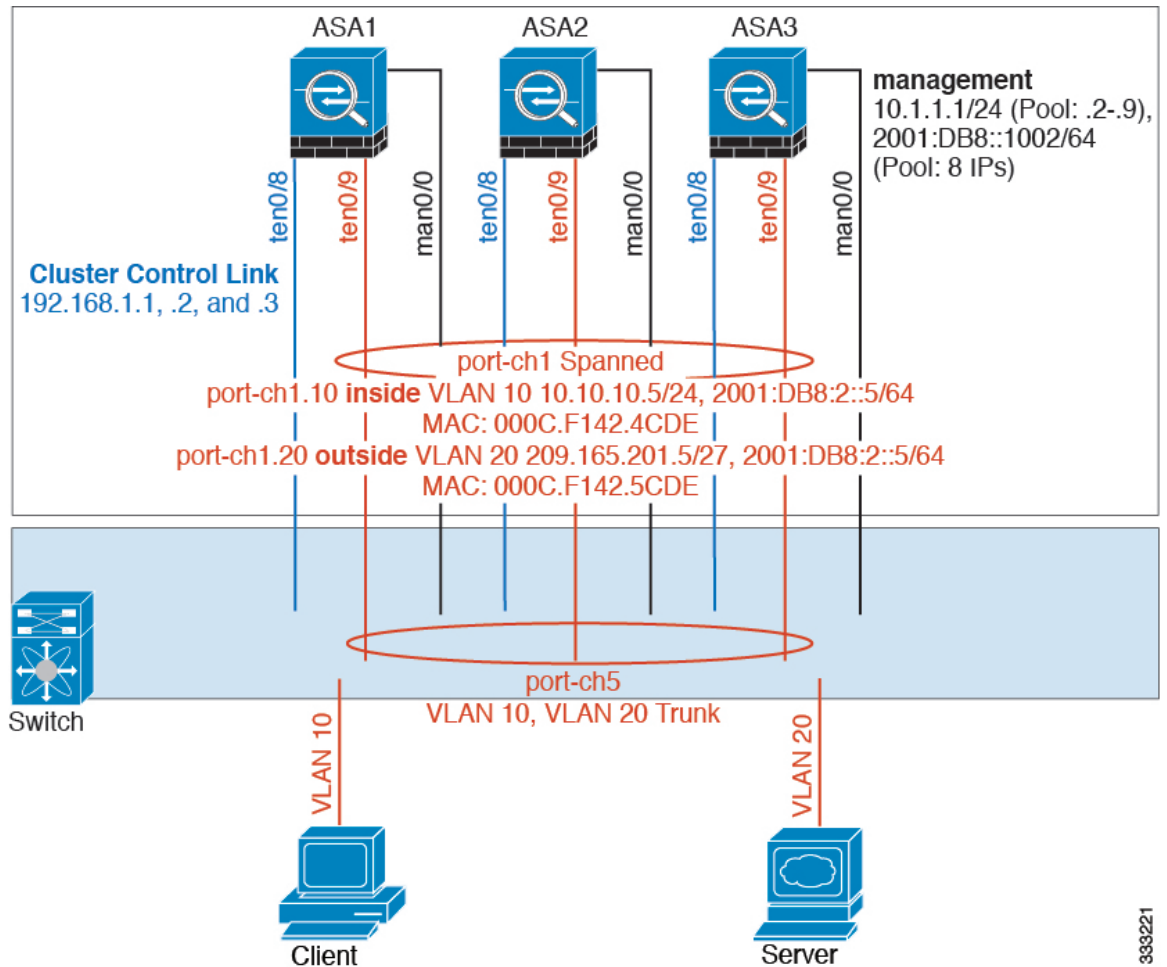 ASA1
ASA2
ASA3
management
10.1.1.1/24 (Pool: .2-.9),
2001:DB8::1002/64
(Pool: 8 IPs)
ten0/8
ten0/9
man0/0
ten0/8
ten0/9
man0/0
ten0/8
ten0/9
man0/0
Cluster Control Link
192.168.1.1, .2, and .3
port-ch1 Spanned
port-ch1.10 inside VLAN 10 10.10.10.5/24, 2001:DB8:2::5/64
MAC: 000C.F142.4CDE
port-ch1.20 outside VLAN 20 209.165.201.5/27, 2001:DB8:2::5/64
MAC: 000C.F142.5CDE
port-ch5
VLAN 10, VLAN 20 Trunk
Switch
VLAN 10
VLAN 20
Client
Server
333221